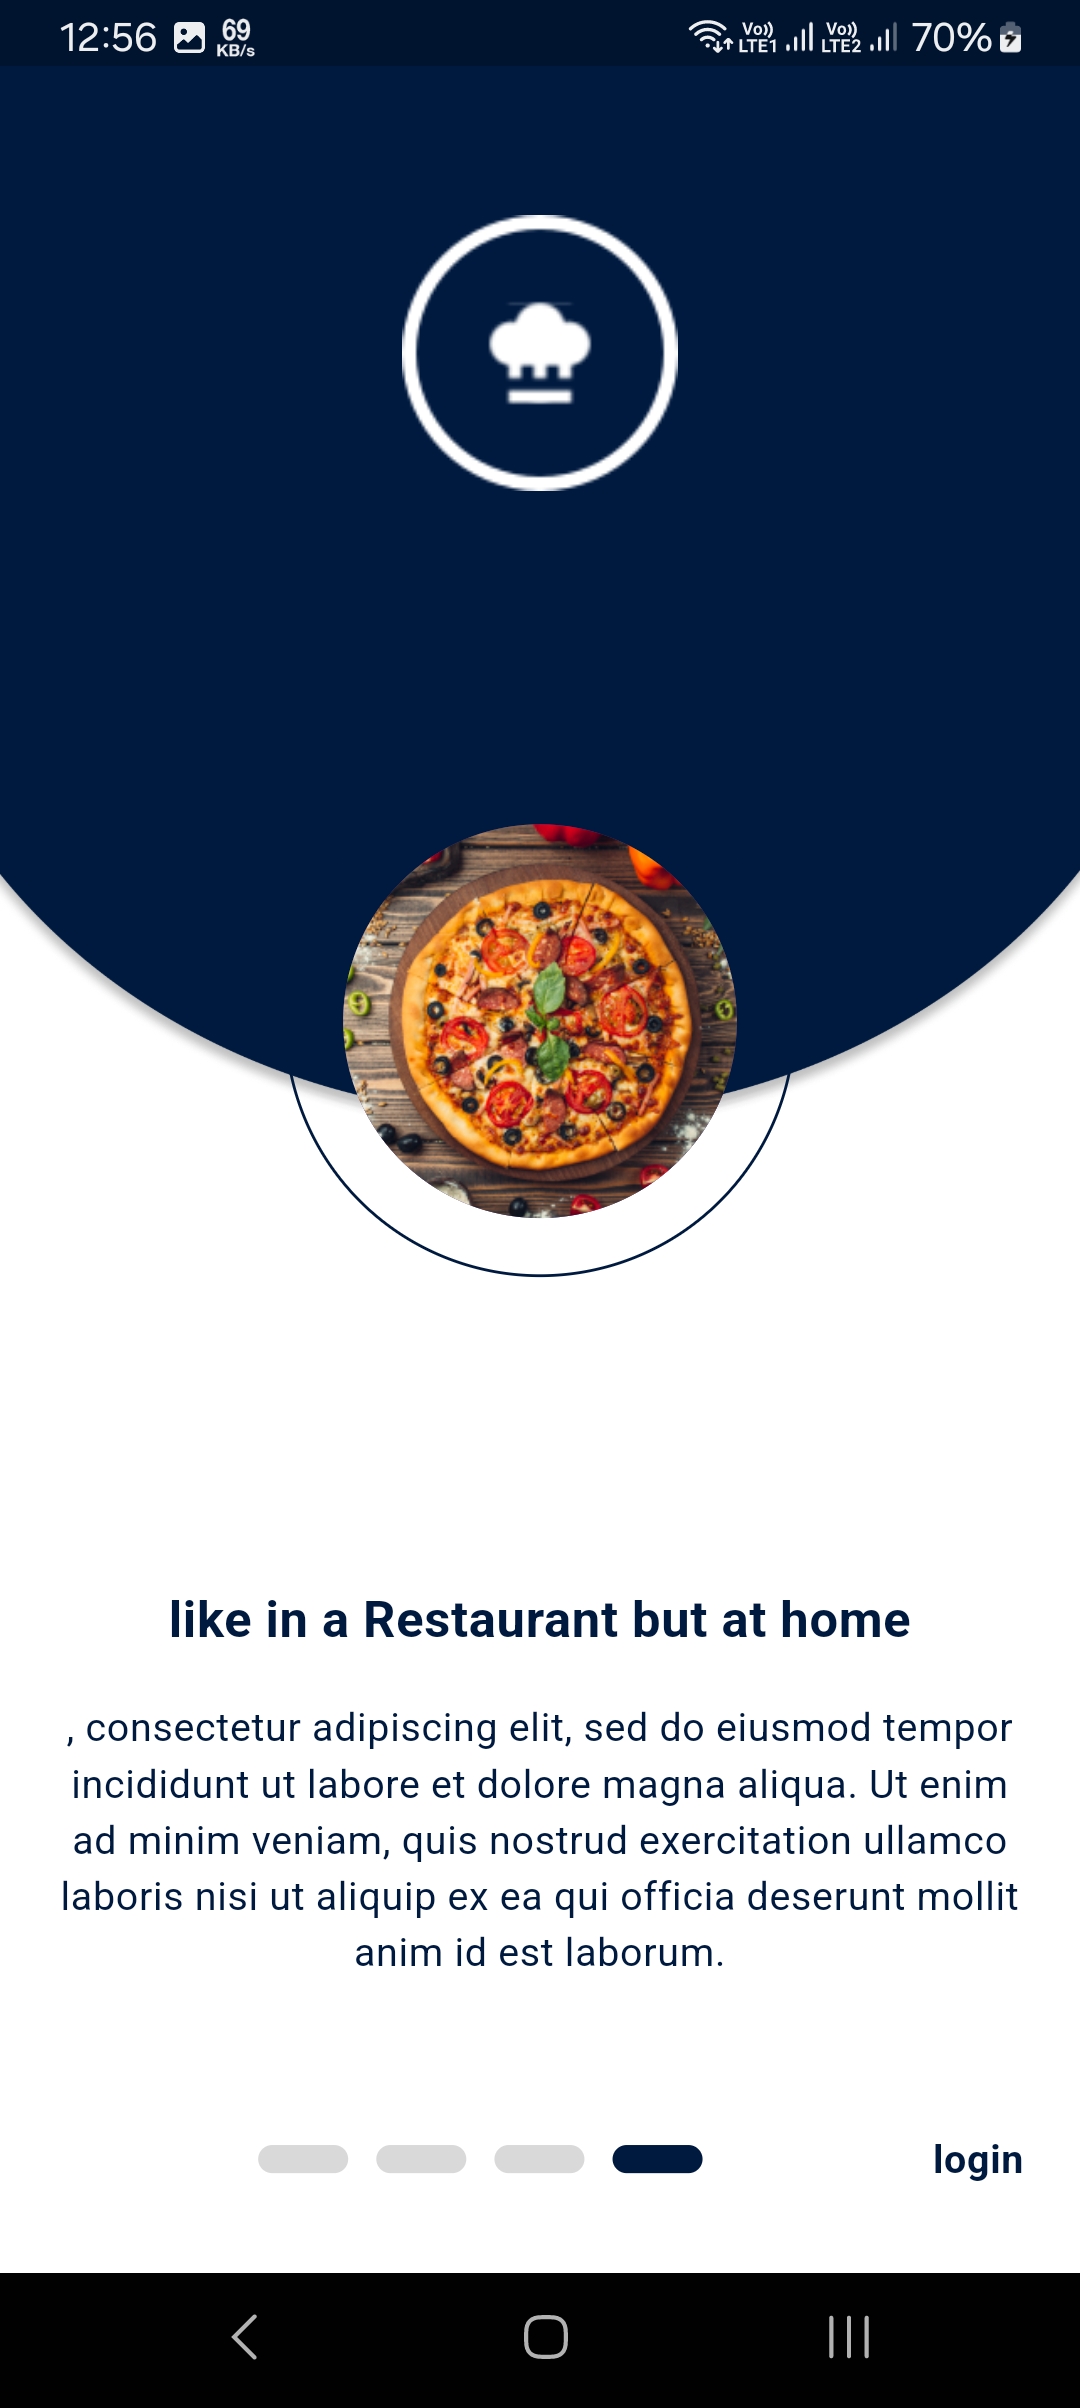 12:56 69 KB/s Vo)) LTE1 Vo)) LTE2 70%
like in a Restaurant but at home
, consectetur adipiscing elit, sed do eiusmod tempor
incididunt ut labore et dolore magna aliqua. Ut enim
ad minim veniam, quis nostrud exercitation ullamco
laboris nisi ut aliquip ex ea qui officia deserunt mollit
anim id est laborum.
login